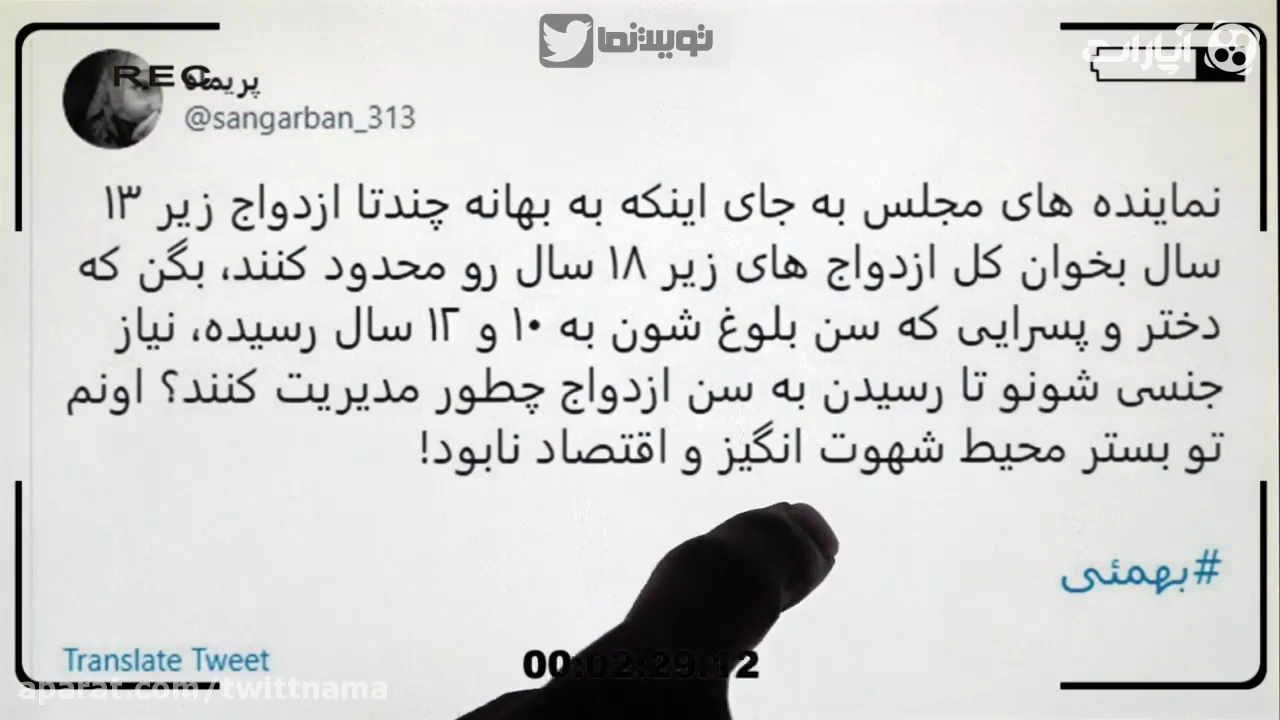 توییت‌نما
آپارات
REC
پریماه
@sangarban_313
نماینده های مجلس به جای اینکه به بهانه چندتا ازدواج زیر ۱۳
سال بخوان کل ازدواج های زیر ۱۸ سال رو محدود کنند، بگن که
دختر و پسرایی که سن بلوغ شون به ۱۰ و ۱۲ سال رسیده، نیاز
جنسی شونو تا رسیدن به سن ازدواج چطور مدیریت کنند؟ اونم
تو بستر محیط شهوت انگیز و اقتصاد نابود!
#بهمئی
Translate Tweet
00:02:29:12
aparat.com/twittnama